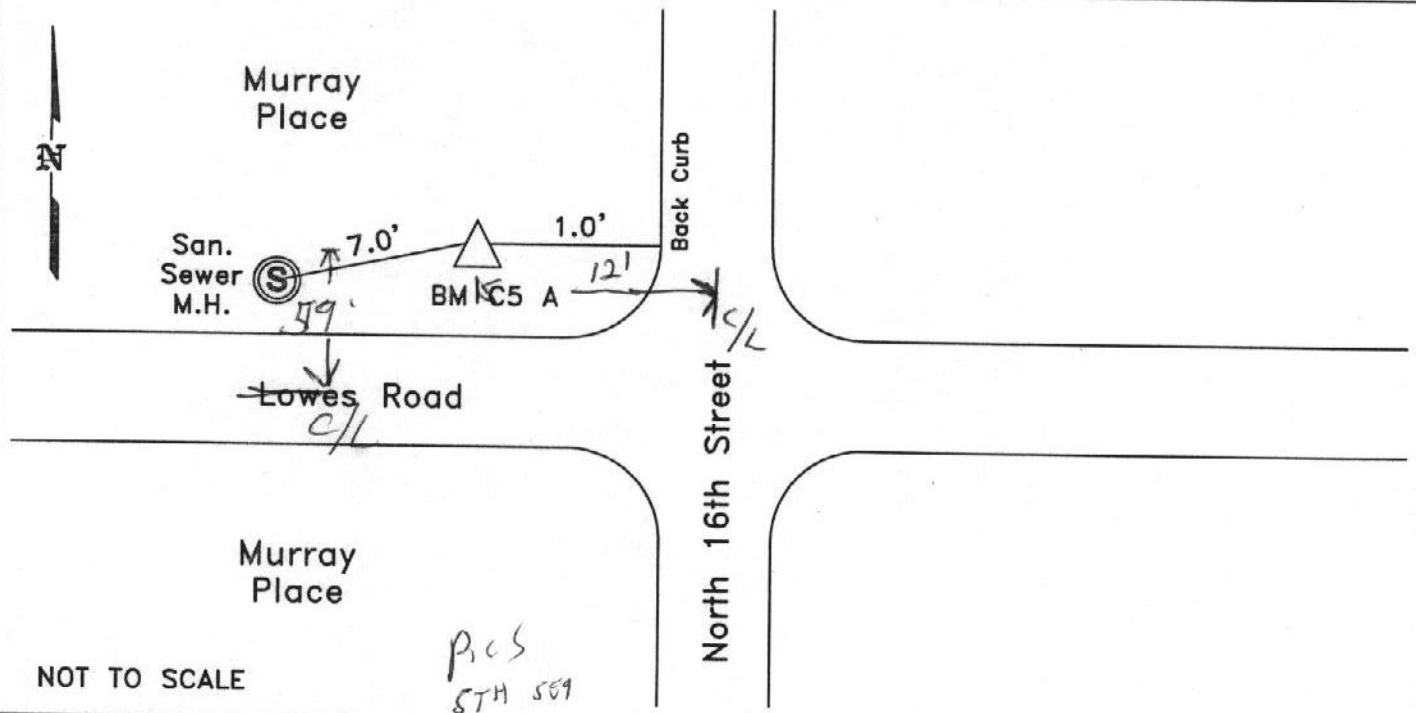 Murray
Place
N
Back Curb
San.
Sewer
M.H.
S
7.0'
1.0'
BM C5 A
12'
59'
C/L
Lowes Road
C/L
North 16th Street
Murray
Place
NOT TO SCALE
Pics
5TH